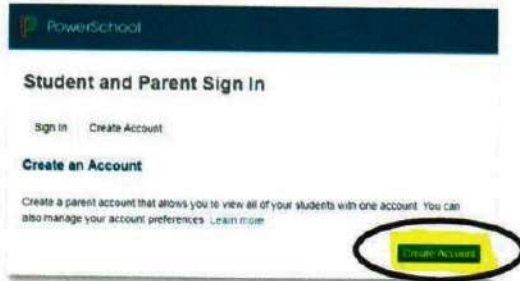 PowerSchool
Student and Parent Sign In
Sign In Create Account
Create an Account
Create a parent account that allows you to view all of your students with one account. You can
also manage your account preferences. Learn more
Create Account